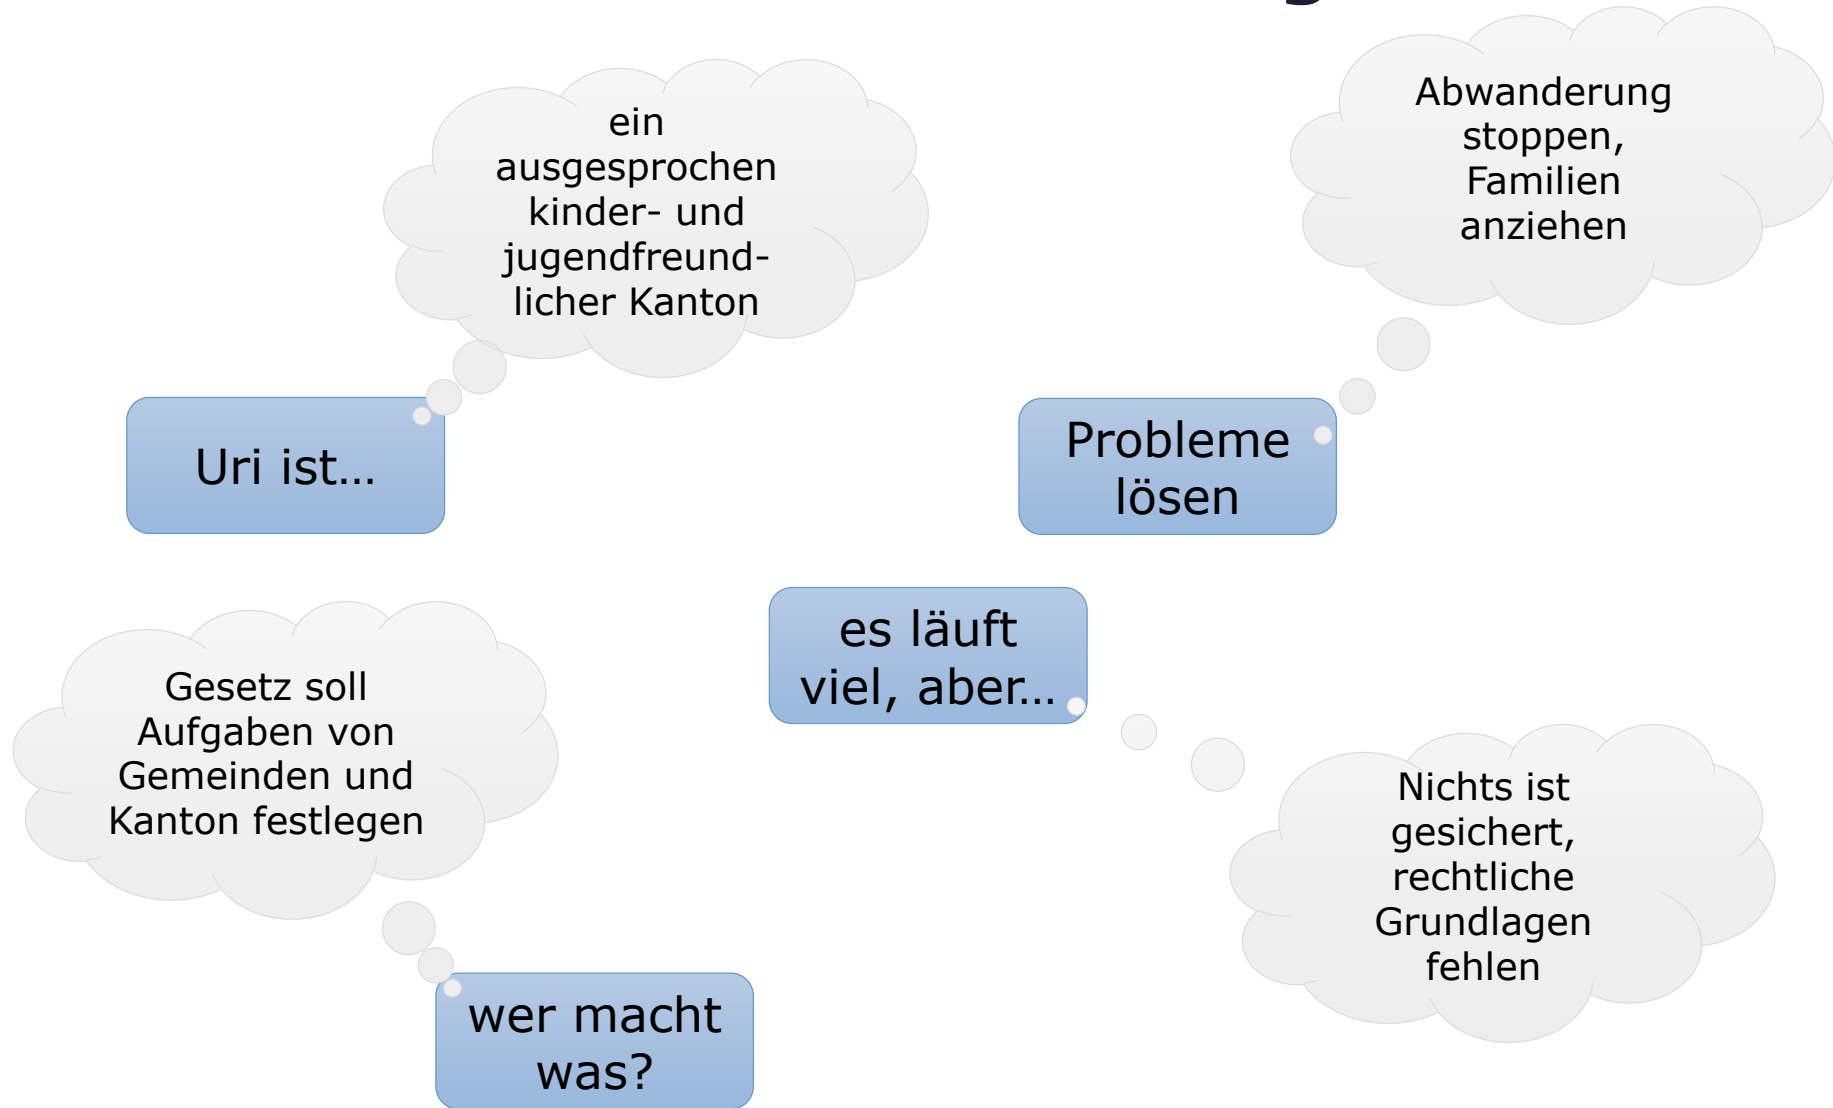 ein
ausgesprochen
kinder- und
jugendfreund-
licher Kanton
Abwanderung
stoppen,
Familien
anziehen
Uri ist...
Probleme
lösen
es läuft
viel, aber...
Gesetz soll
Aufgaben von
Gemeinden und
Kanton festlegen
Nichts ist
gesichert,
rechtliche
Grundlagen
fehlen
wer macht
was?